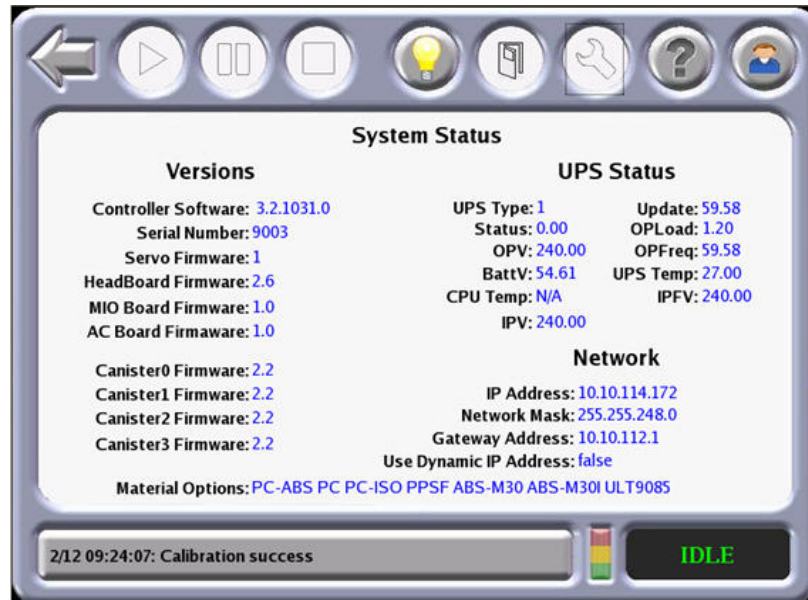 System Status
Versions
Controller Software: 3.2.1031.0
Serial Number: 9003
Servo Firmware: 1
HeadBoard Firmware: 2.6
MIO Board Firmware: 1.0
AC Board Firmaware: 1.0
Canister0 Firmware: 2.2
Canister1 Firmware: 2.2
Canister2 Firmware: 2.2
Canister3 Firmware: 2.2
UPS Status
UPS Type: 1 Update: 59.58
Status: 0.00 OPLoad: 1.20
OPV: 240.00 OPFreq: 59.58
BattV: 54.61 UPS Temp: 27.00
CPU Temp: N/A IPFV: 240.00
IPV: 240.00
Network
IP Address: 10.10.114.172
Network Mask: 255.255.248.0
Gateway Address: 10.10.112.1
Use Dynamic IP Address: false
Material Options: PC-ABS PC PC-ISO PPSF ABS-M30 ABS-M30I ULT9085
2/12 09:24:07: Calibration success
IDLE